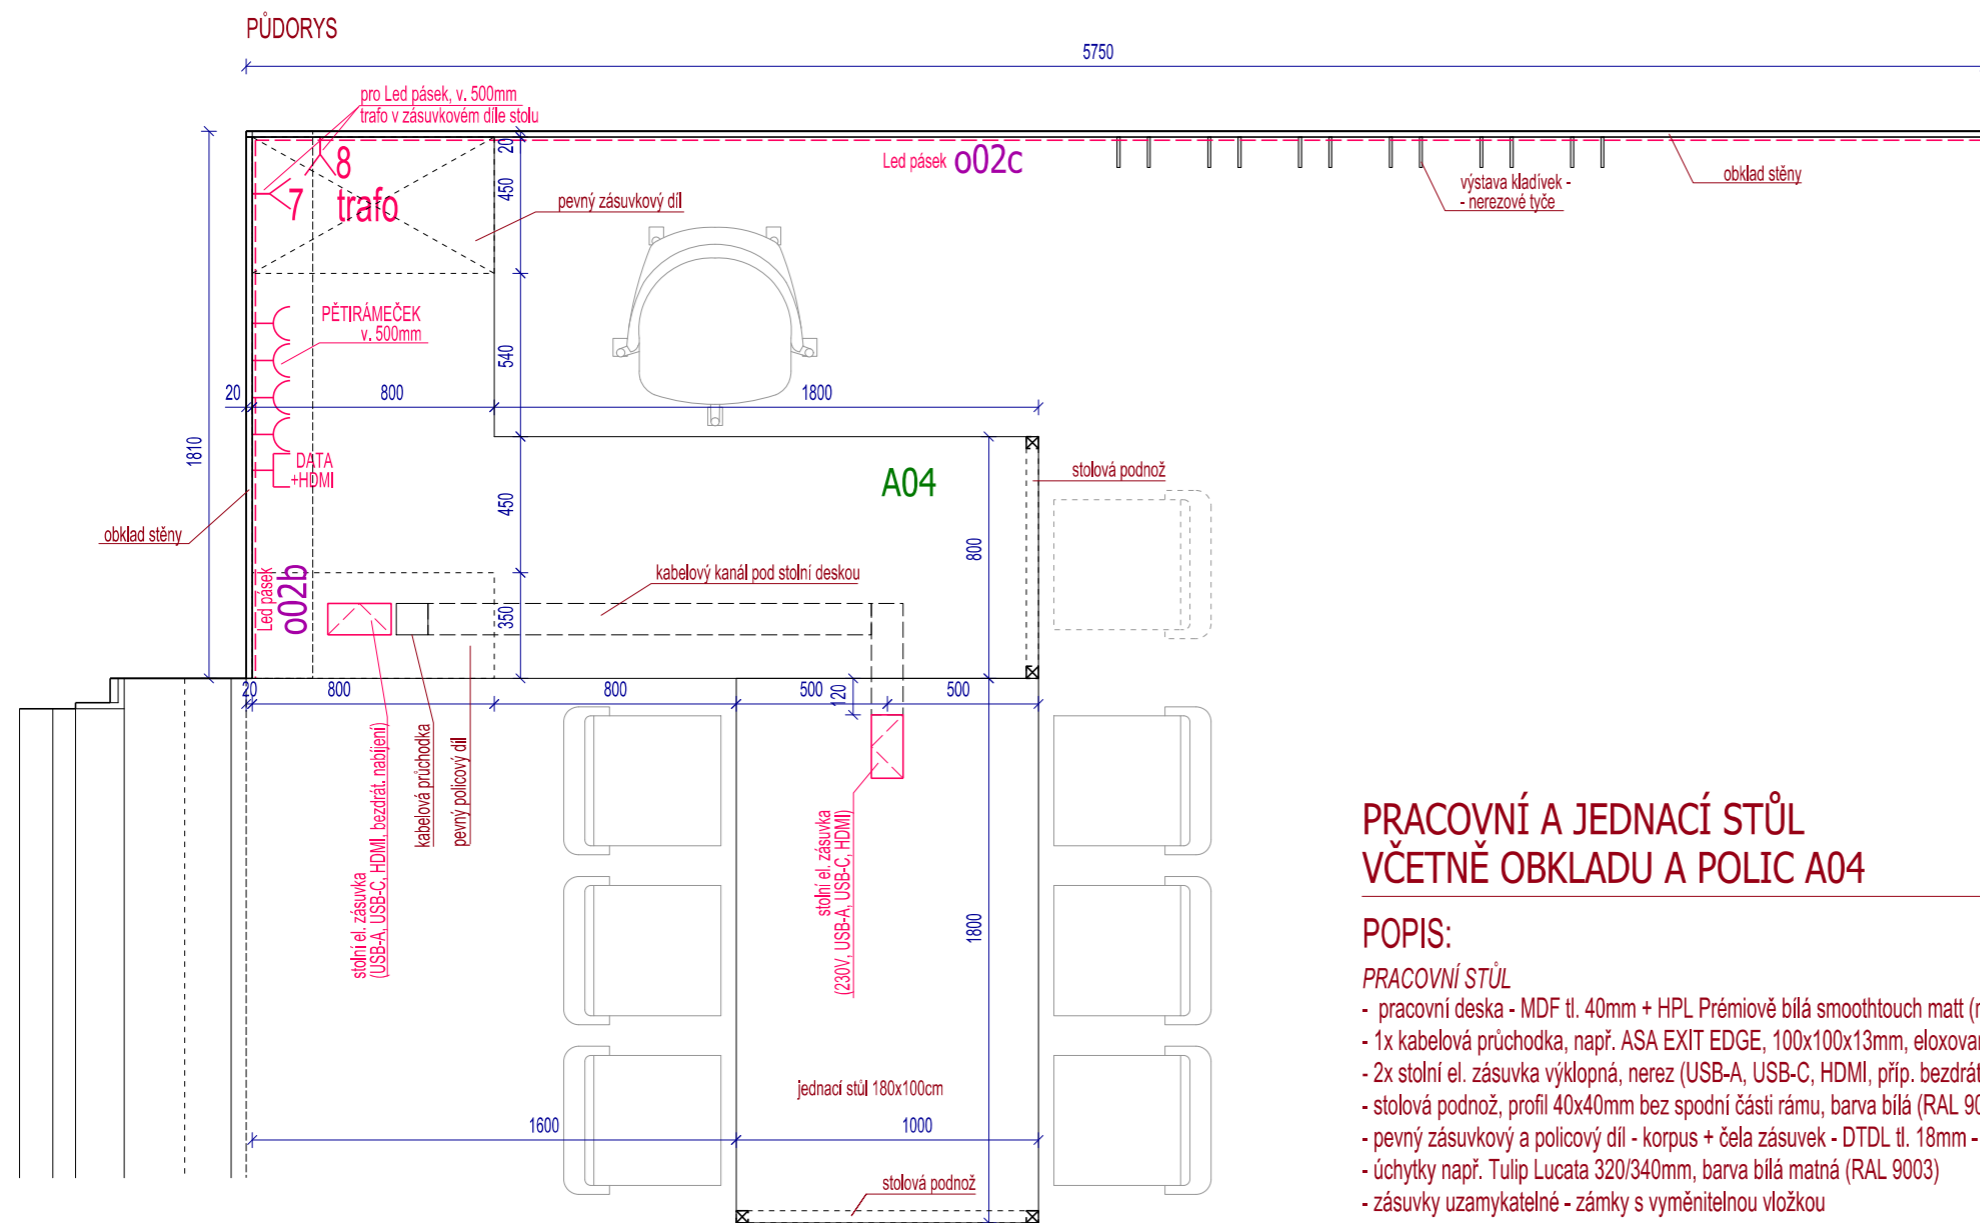 PŮDORYS
5750
pro Led pásek, v. 500mm
trafo v zásuvkovém díle stolu
8
7
trafo
20
450
pevný zásuvkový díl
Led pásek o02c
výstava kladívek -
- nerezové tyče
obklad stěny
PĚTIRÁMEČEK
v. 500mm
540
20
800
1800
1810
DATA
+HDMI
450
A04
stolová podnož
800
obklad stěny
Led pásek
o02b
350
kabelový kanál pod stolní deskou
20
800
800
500
120
500
stolní el. zásuvka
(USB-A, USB-C, HDMI, bezdrát. nabíjení)
kabelová průchodka
pevný policový díl
stolní el. zásuvka
(230V, USB-A, USB-C, HDMI)
1800
jednací stůl 180x100cm
1600
1000
stolová podnož
PRACOVNÍ A JEDNACÍ STŮL
VČETNĚ OBKLADU A POLIC A04
POPIS:
PRACOVNÍ STŮL
- pracovní deska - MDF tl. 40mm + HPL Prémiově bílá smoothtouch matt
- 1x kabelová průchodka, např. ASA EXIT EDGE, 100x100x13mm,
- 2x stolní el. zásuvka výklopná, nerez (USB-A, USB-C, HDMI, příp.
- stolová podnož, profil 40x40mm bez spodní části rámu, barva bílá (RAL
- pevný zásuvkový a policový díl - korpus + čela zásuvek - DTDL tl. 18mm -
- úchytky např. Tulip Lucata 320/340mm, barva bílá matná (RAL 9003)
- zásuvky uzamykatelné - zámky s vyměnitelnou vložkou